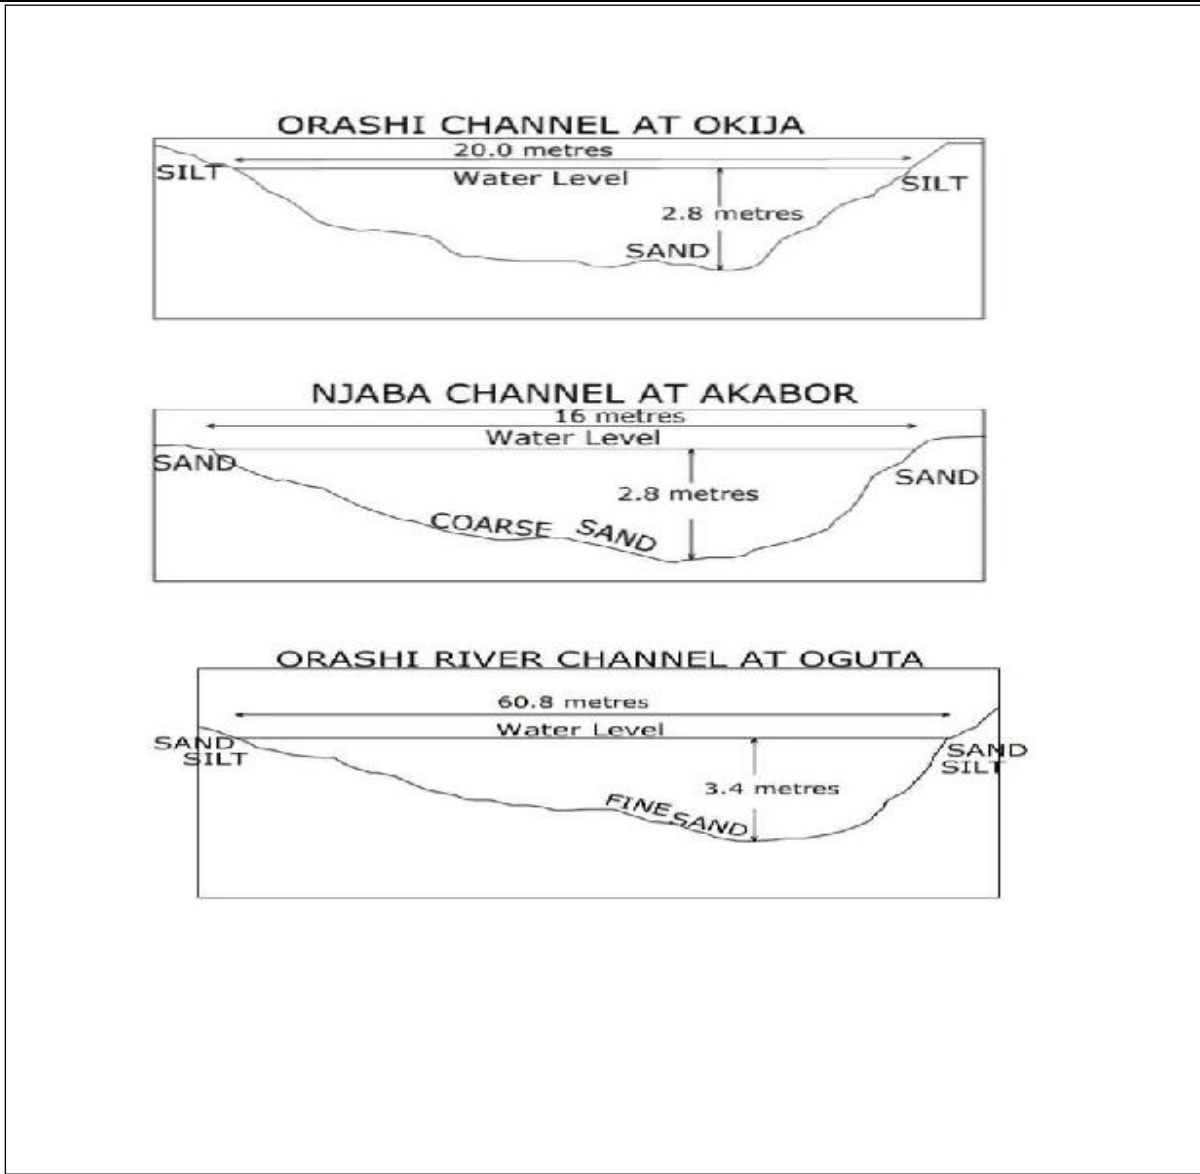 ORASHI CHANNEL AT OKIJA
20.0 metres
SILT
Water Level
SILT
2.8 metres
SAND
NJABA CHANNEL AT AKABOR
16 metres
Water Level
SAND
SAND
2.8 metres
COARSE SAND
ORASHI RIVER CHANNEL AT OGUTA
60.8 metres
Water Level
SAND
SILT
SAND
SILT
3.4 metres
FINE SAND